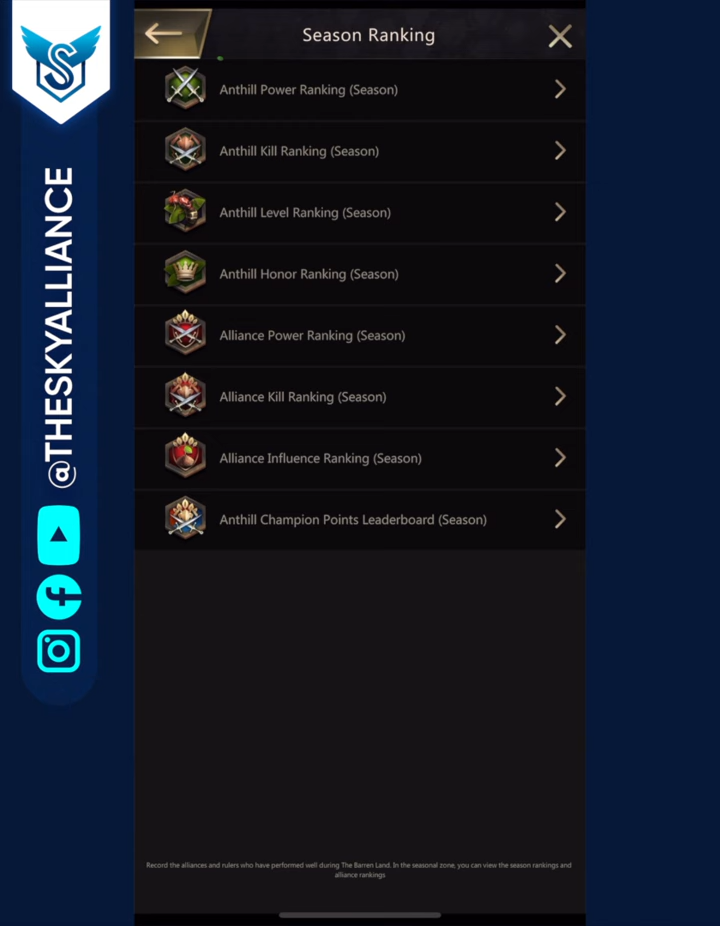 Season Ranking
Anthill Power Ranking (Season)
Anthill Kill Ranking (Season)
Anthill Level Ranking (Season)
Anthill Honor Ranking (Season)
Alliance Power Ranking (Season)
Alliance Kill Ranking (Season)
Alliance Influence Ranking (Season)
Anthill Champion Points Leaderboard (Season)
Record the alliances and rulers who have performed well during The Barren Land. In the seasonal zone, you can view the season rankings and
alliance rankings
@THESKYALLIANCE
S